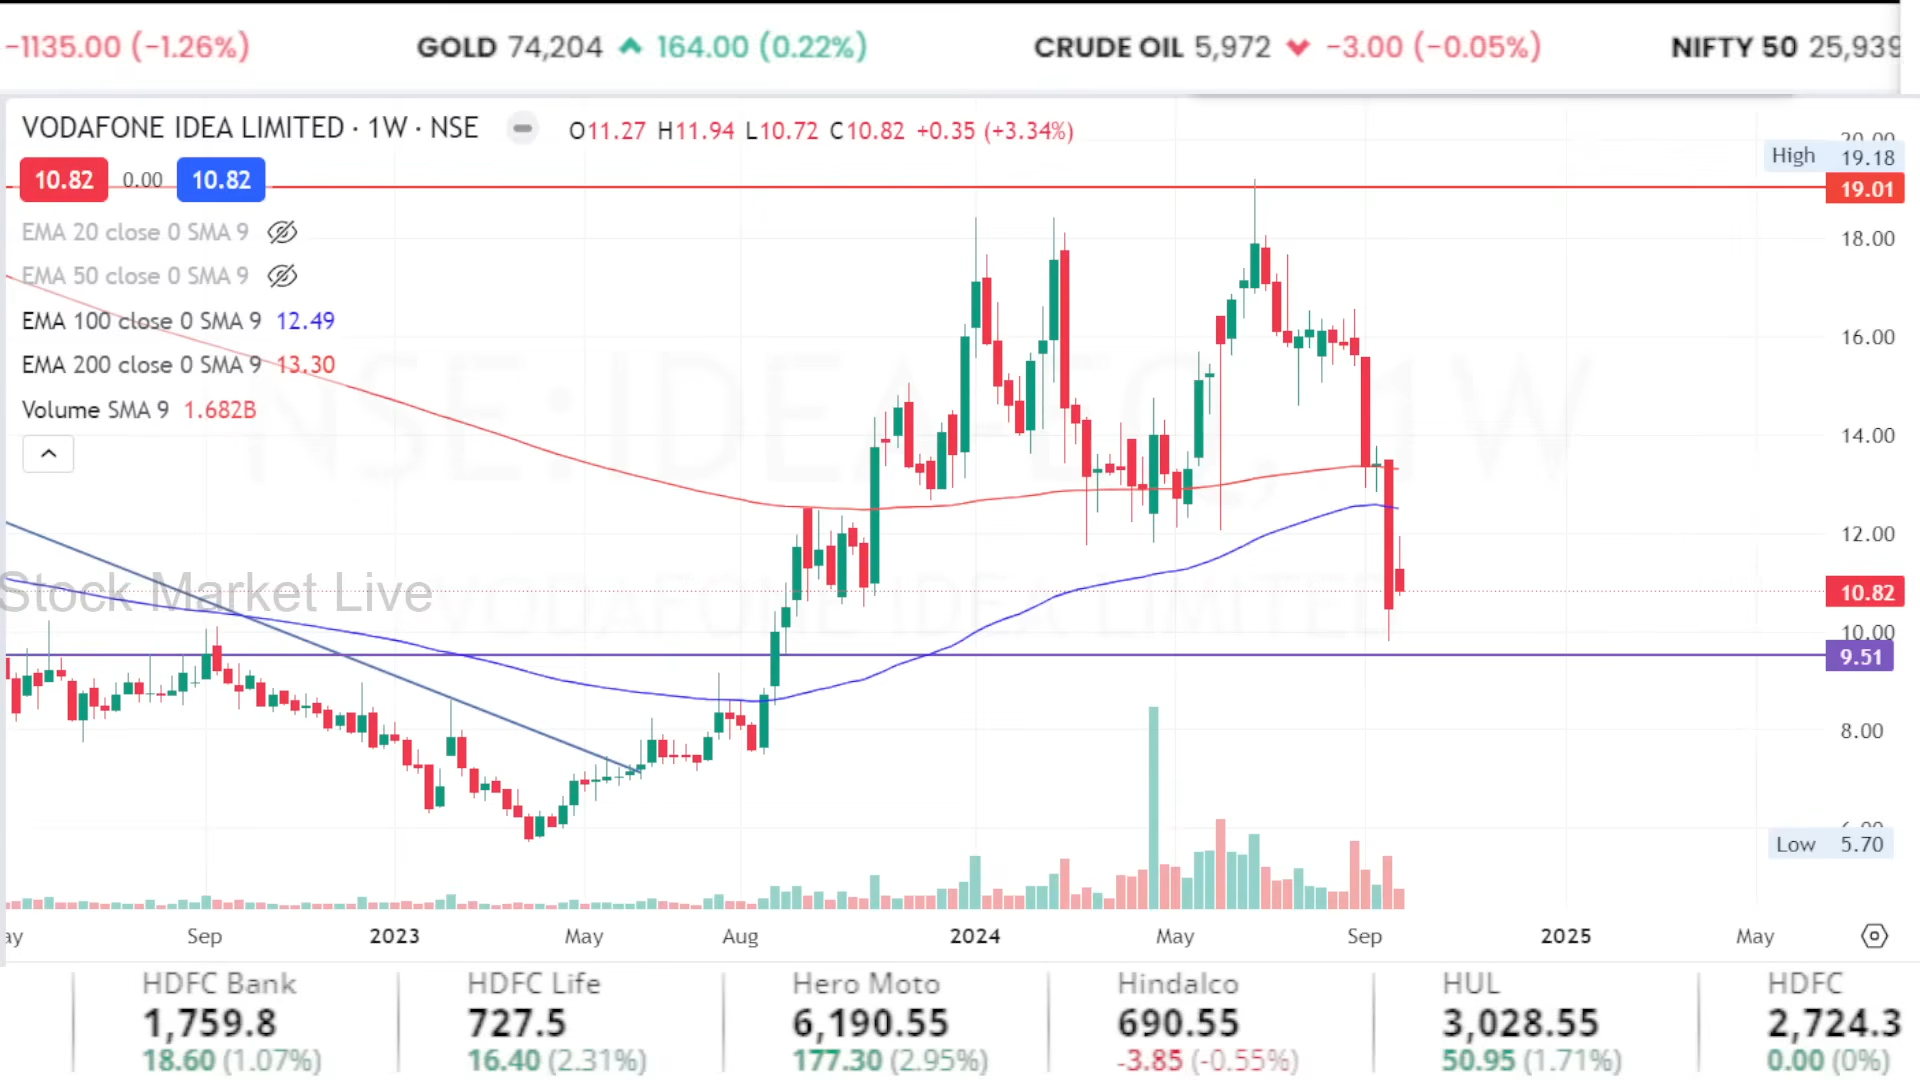 -1135.00 (-1.26%) GOLD 74,204 164.00 (0.22%) CRUDE OIL 5,972 -3.00 (-0.05%) NIFTY 50 25,939
VODAFONE IDEA LIMITED · 1W · NSE O11.27 H11.94 L10.72 C10.82 +0.35 (+3.34%)
20.00
High 19.18
10.82 0.00 10.82
19.01
EMA 20 close 0 SMA 9
18.00
EMA 50 close 0 SMA 9
EMA 100 close 0 SMA 9 12.49
16.00
EMA 200 close 0 SMA 9 13.30
NSE:IDEA-EQ, 1W
Volume SMA 9 1.682B
14.00
12.00
Stock Market Live
VODAFONE IDEA LIMITED
10.82
10.00
9.51
8.00
6.00
Low 5.70
ay Sep 2023 May Aug 2024 May Sep 2025 May
HDFC Bank HDFC Life Hero Moto Hindalco HUL HDFC
1,759.8 727.5 6,190.55 690.55 3,028.55 2,724.3
18.60 (1.07%) 16.40 (2.31%) 177.30 (2.95%) -3.85 (-0.55%) 50.95 (1.71%) 0.00 (0%)